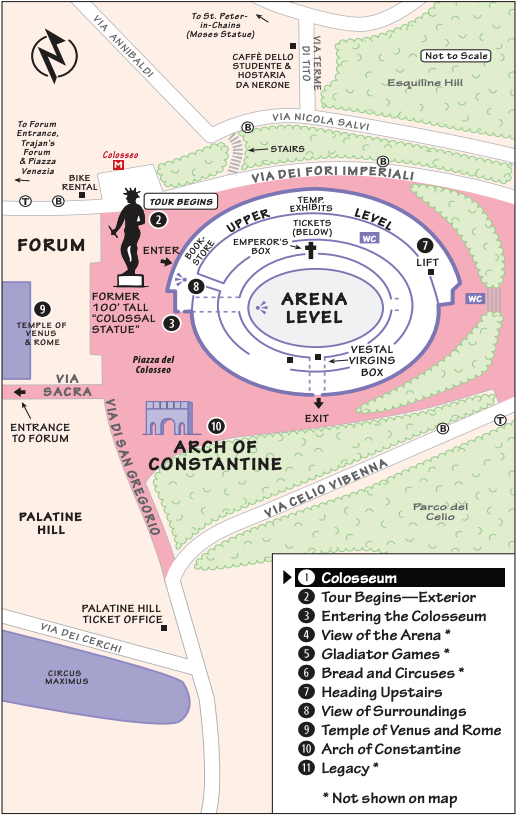 To St. Peter-
in-Chains
(Moses Statue)
VIA ANNIBALDI
CAFFÈ DELLO
STUDENTE &
HOSTARIA
DA NERONE
VIA TERME
DI TITO
Not to Scale
Esquiline Hill
To Forum
Entrance,
Trajan's
Forum
& Piazza
Venezia
Colosseo
M
BIKE
RENTAL
T
B
B
VIA NICOLA SALVI
STAIRS
B
VIA DEI FORI IMPERIALI
TOUR BEGINS
2
FORUM
ENTER
BOOK-
STORE
UPPER
LEVEL
TEMP.
EXHIBITS
TICKETS
(BELOW)
EMPEROR'S
BOX
WC
7
LIFT
8
FORMER
100' TALL
"COLOSSAL
STATUE"
3
ARENA
LEVEL
WC
9
TEMPLE OF
VENUS
& ROME
Piazza del
Colosseo
VESTAL
VIRGINS
BOX
VIA
SACRA
EXIT
ENTRANCE
TO FORUM
VIA DI SAN GREGORIO
10
ARCH OF
CONSTANTINE
B
T
VIA CELIO VIBENNA
Parco del
Celio
PALATINE
HILL
PALATINE HILL
TICKET OFFICE
VIA DEI CERCHI
CIRCUS
MAXIMUS
1 Colosseum
2 Tour Begins—Exterior
3 Entering the Colosseum
4 View of the Arena *
5 Gladiator Games *
6 Bread and Circuses *
7 Heading Upstairs
8 View of Surroundings
9 Temple of Venus and Rome
10 Arch of Constantine
11 Legacy *
* Not shown on map